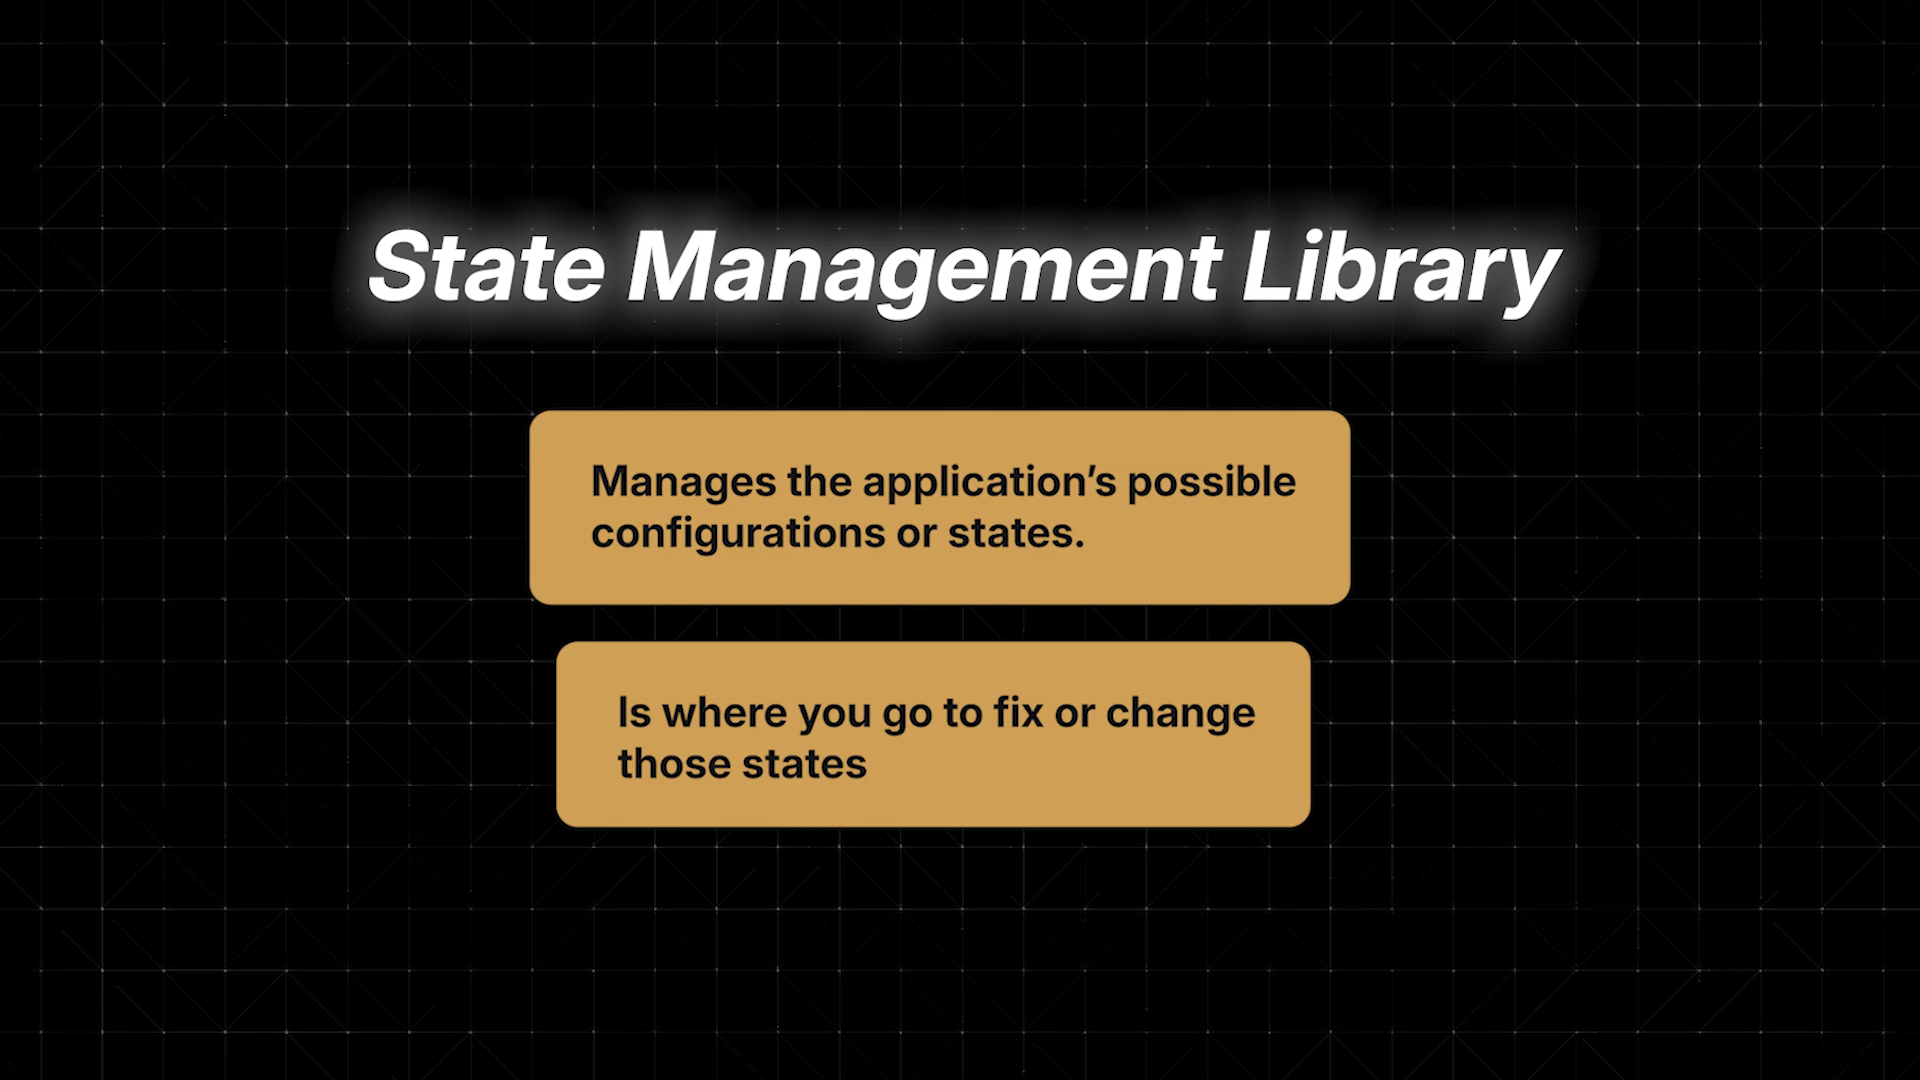 State Management Library
Manages the application’s possible
configurations or states.
Is where you go to fix or change
those states